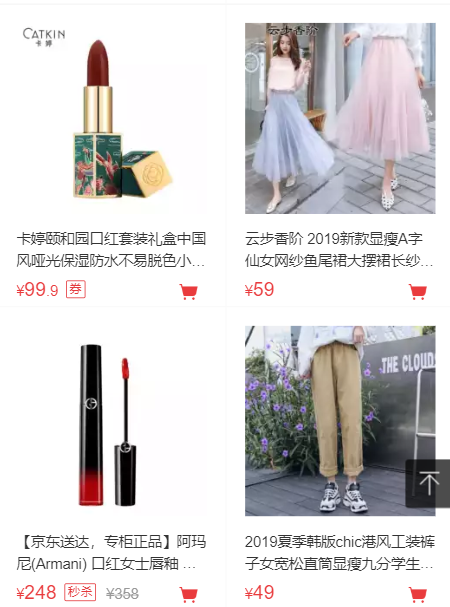 CATKIN
卡婷
云步香阶
卡婷颐和园口红套装礼盒中国
风哑光保湿防水不易脱色小…
¥99.9 券
云步香阶 2019新款显瘦A字
仙女网纱鱼尾裙大摆裙长纱…
¥59
THE CLOUDS
【京东送达，专柜正品】阿玛
尼(Armani) 口红女士唇釉 …
¥248 秒杀 ¥358
2019夏季韩版chic港风工装裤
子女宽松直筒显瘦九分学生…
¥49